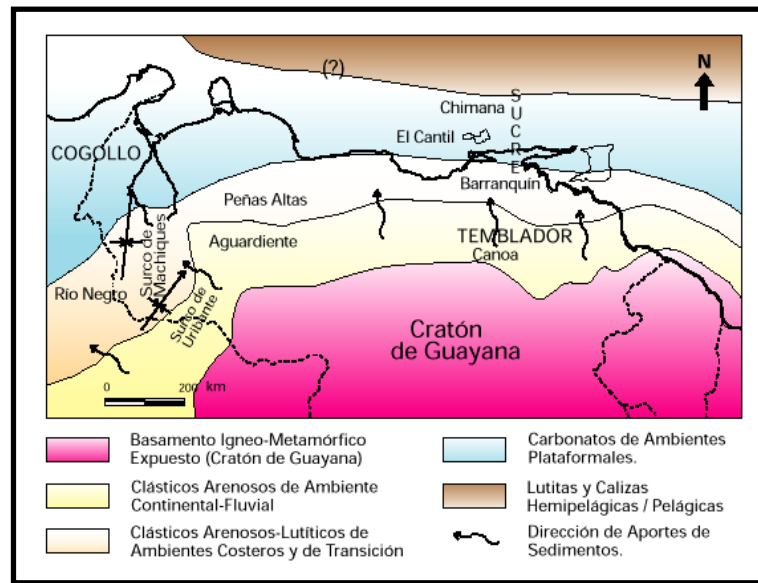 (?)
N
Chimana
SUCRE
El Cantil
COGOLLO
Barranquín
Peñas Altas
Aguardiente
TEMBLADOR
Canoa
Surco de
Machiques
Río Negro
Surco de
Uribante
Cratón
de Guayana
0 200 km
Basamento Igneo-Metamórfico
Expuesto (Cratón de Guayana)
Clásticos Arenosos de Ambiente
Continental-Fluvial
Clásticos Arenosos-Lutíticos de
Ambientes Costeros y de Transición
Carbonatos de Ambientes
Plataformales.
Lutitas y Calizas
Hemipelágicas / Pelágicas
Dirección de Aportes de
Sedimentos.